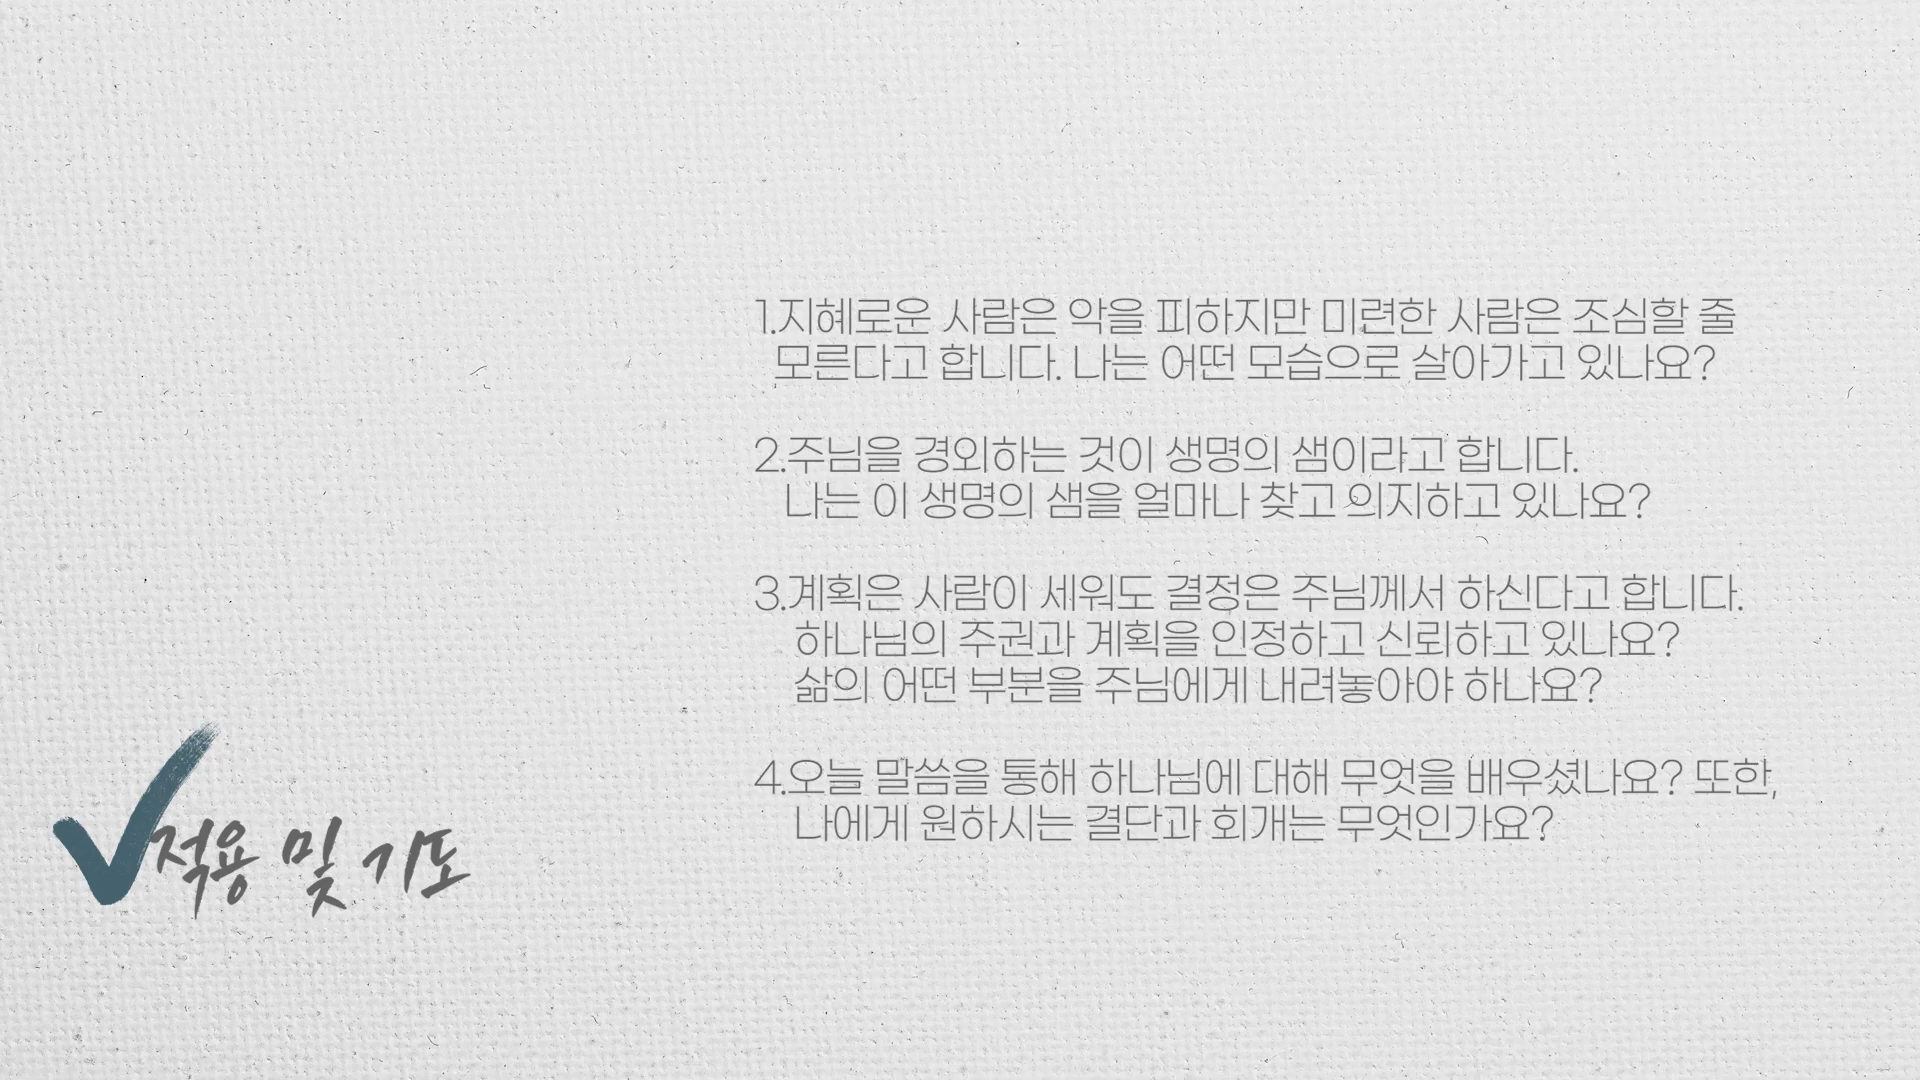 1.지혜로운 사람은 악을 피하지만 미련한 사람은 조심할 줄
모른다고 합니다. 나는 어떤 모습으로 살아가고 있나요?
2.주님을 경외하는 것이 생명의 샘이라고 합니다.
나는 이 생명의 샘을 얼마나 찾고 의지하고 있나요?
3.계획은 사람이 세워도 결정은 주님께서 하신다고 합니다.
하나님의 주권과 계획을 인정하고 신뢰하고 있나요?
삶의 어떤 부분을 주님에게 내려놓아야 하나요?
4.오늘 말씀을 통해 하나님에 대해 무엇을 배우셨나요? 또한,
나에게 원하시는 결단과 회개는 무엇인가요?
적용 및 기도